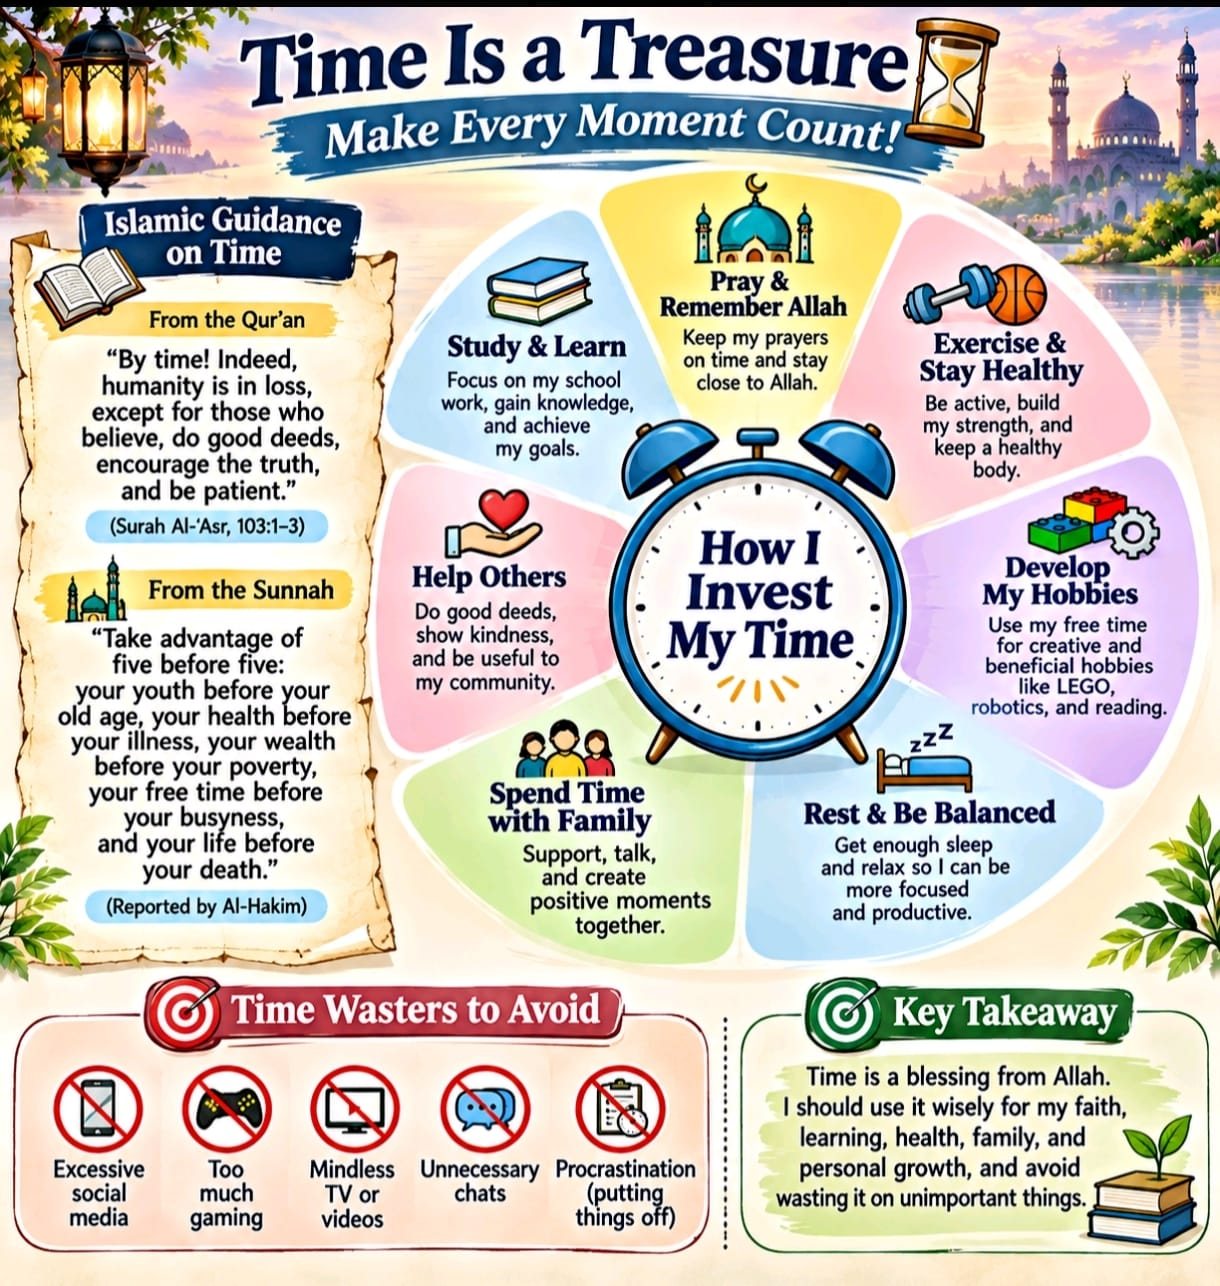 Time Is a Treasure
Make Every Moment Count!
Islamic Guidance
on Time
From the Qur'an
“By time! Indeed,
humanity is in loss,
except for those who
believe, do good deeds,
encourage the truth,
and be patient.”
(Surah Al-‘Asr, 103:1–3)
From the Sunnah
“Take advantage of
five before five:
your youth before your
old age, your health before
your illness, your wealth
before your poverty,
your free time before
your busyness,
and your life before
your death.”
(Reported by Al-Hakim)
How I
Invest
My Time
Pray &
Remember Allah
Keep my prayers
on time and stay
close to Allah.
Exercise &
Stay Healthy
Be active, build
my strength, and
keep a healthy
body.
Develop
My Hobbies
Use my free time
for creative and
beneficial hobbies
like LEGO,
robotics, and reading.
zzZ
Rest & Be Balanced
Get enough sleep
and relax so I can be
more focused
and productive.
Spend Time
with Family
Support, talk,
and create
positive moments
together.
Help Others
Do good deeds,
show kindness,
and be useful to
my community.
Study & Learn
Focus on my school
work, gain knowledge,
and achieve
my goals.
Time Wasters to Avoid
Excessive
social
media
Too
much
gaming
Mindless
TV or
videos
Unnecessary
chats
Procrastination
(putting
things off)
Key Takeaway
Time is a blessing from Allah.
I should use it wisely for my faith,
learning, health, family, and
personal growth, and avoid
wasting it on unimportant things.